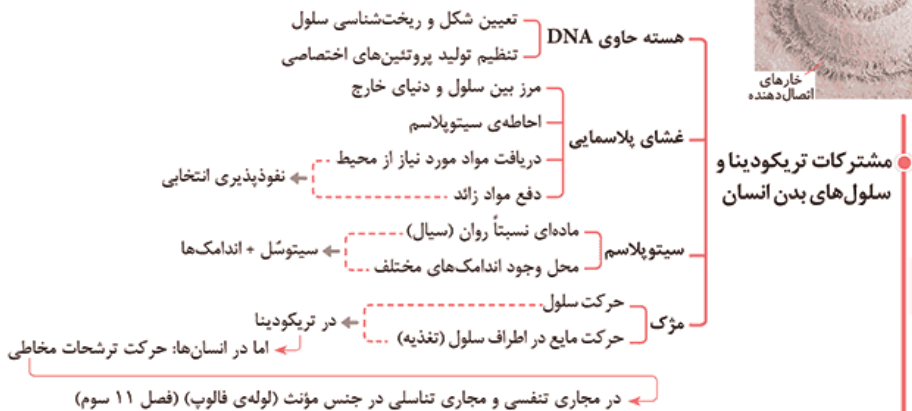 خارهای
اتصال‌دهنده
مشترکات تریکودینا و
سلول‌های بدن انسان
هسته حاوی DNA
تعیین شکل و ریخت‌شناسی سلول
تنظیم تولید پروتئین‌های اختصاصی
غشای پلاسمایی
مرز بین سلول و دنیای خارج
احاطه‌ی سیتوپلاسم
دریافت مواد مورد نیاز از محیط
دفع مواد زائد
نفوذپذیری انتخابی
سیتوپلاسم
ماده‌ای نسبتاً روان (سیال)
محل وجود اندامک‌های مختلف
سیتوسُل + اندامک‌ها
مژک
حرکت سلول
حرکت مایع در اطراف سلول (تغذیه)
در تریکودینا
اما در انسان‌ها: حرکت ترشحات مخاطی
در مجاری تنفسی و مجاری تناسلی در جنس مؤنث (لوله‌ی فالوپ) (فصل ۱۱ سوم)